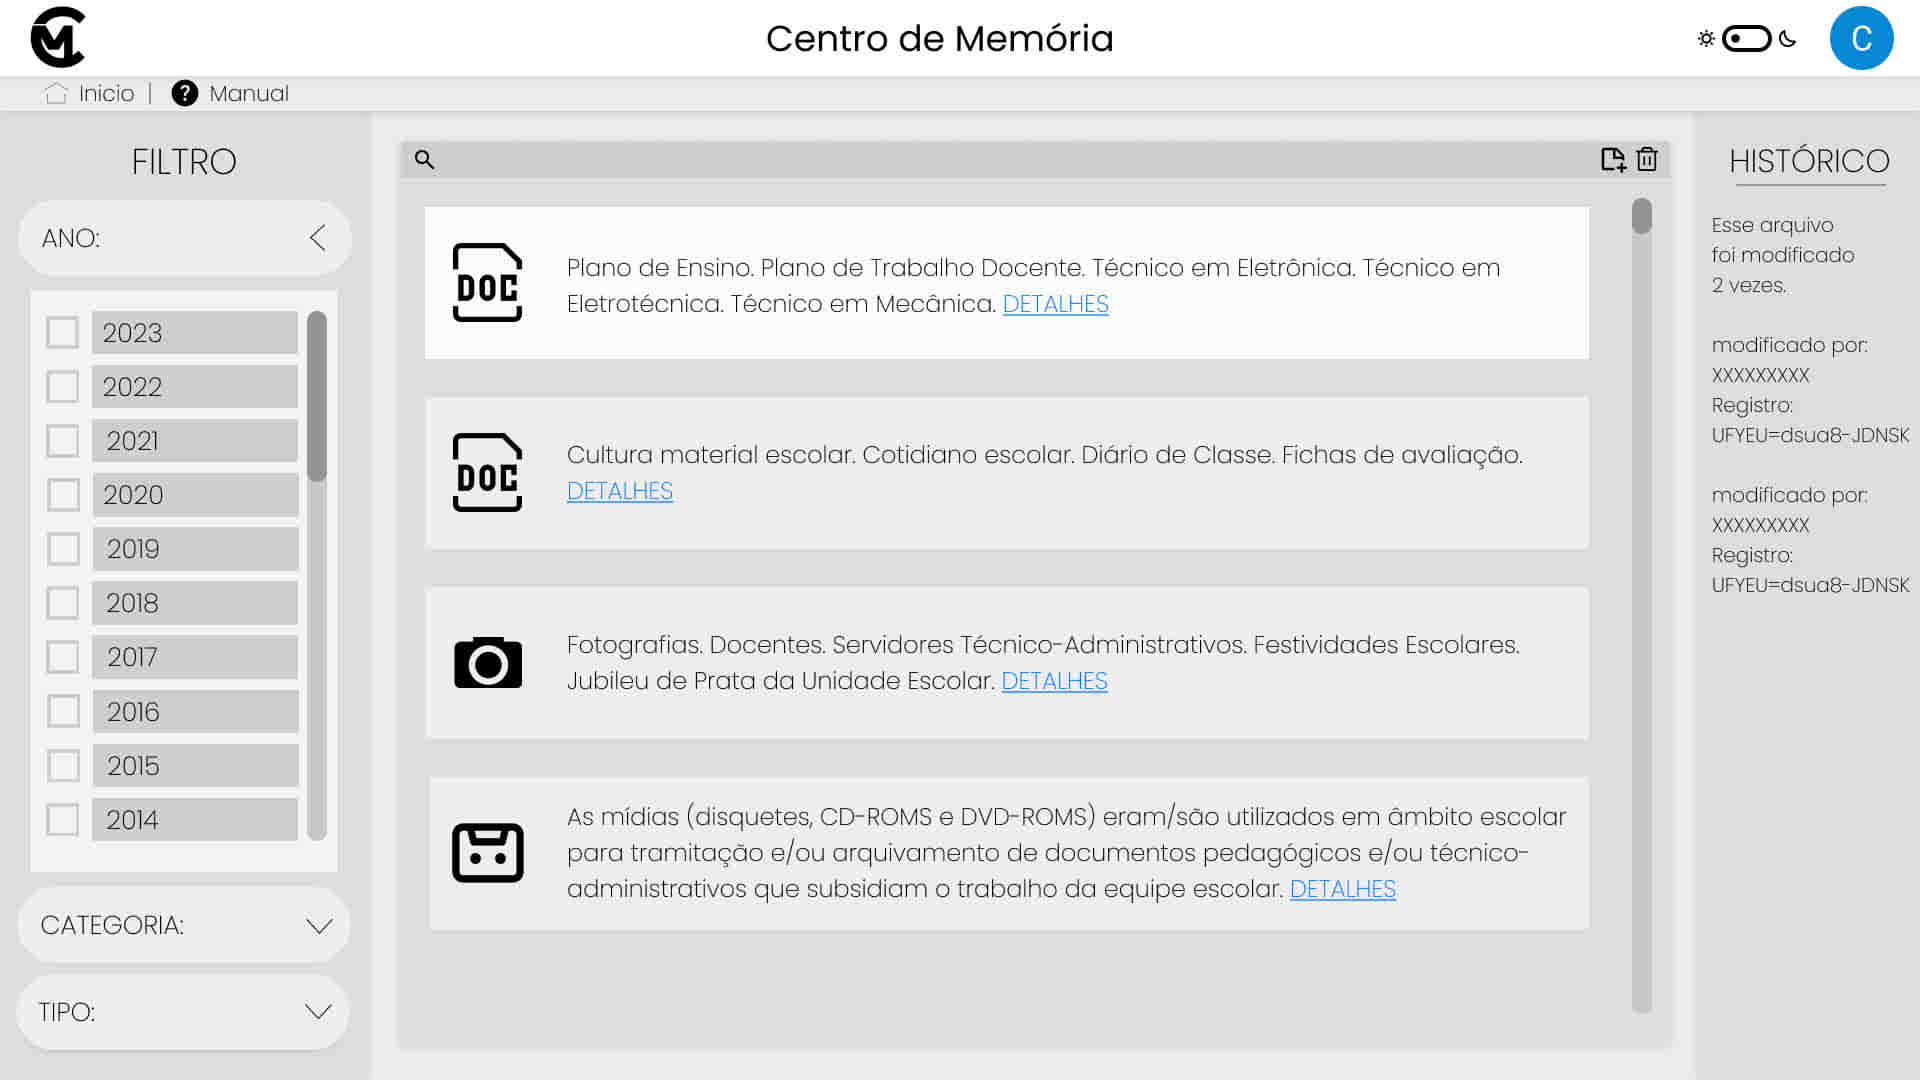 Centro de Memória
C
Inicio | ? Manual
FILTRO
ANO:
2023
2022
2021
2020
2019
2018
2017
2016
2015
2014
CATEGORIA:
TIPO:
DOC
Plano de Ensino. Plano de Trabalho Docente. Técnico em Eletrônica. Técnico em
Eletrotécnica. Técnico em Mecânica. DETALHES
DOC
Cultura material escolar. Cotidiano escolar. Diário de Classe. Fichas de avaliação.
DETALHES
Fotografias. Docentes. Servidores Técnico-Administrativos. Festividades Escolares.
Jubileu de Prata da Unidade Escolar. DETALHES
As mídias (disquetes, CD-ROMS e DVD-ROMS) eram/são utilizados em âmbito escolar
para tramitação e/ou arquivamento de documentos pedagógicos e/ou técnico-
administrativos que subsidiam o trabalho da equipe escolar. DETALHES
HISTÓRICO
Esse arquivo
foi modificado
2 vezes.
modificado por:
XXXXXXXXX
Registro:
UFYEU=dsua8-JDNSK
modificado por:
XXXXXXXXX
Registro:
UFYEU=dsua8-JDNSK